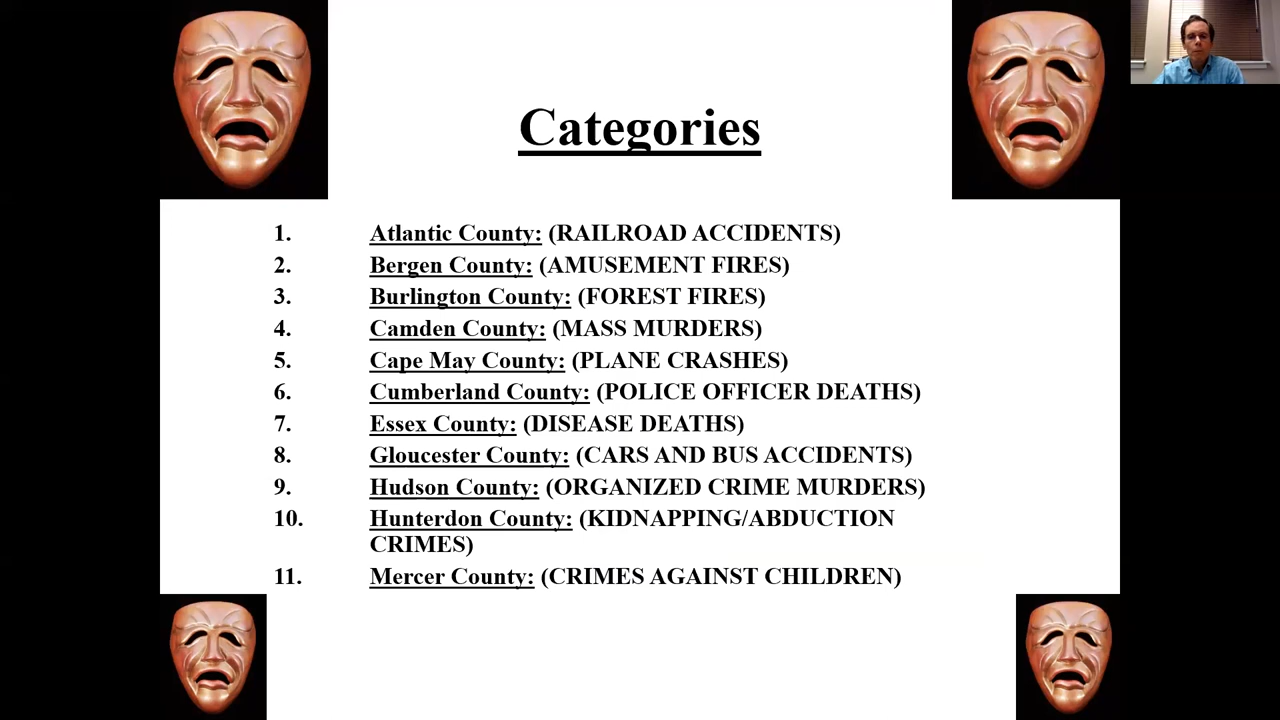 Categories
1. Atlantic County: (RAILROAD ACCIDENTS)
2. Bergen County: (AMUSEMENT FIRES)
3. Burlington County: (FOREST FIRES)
4. Camden County: (MASS MURDERS)
5. Cape May County: (PLANE CRASHES)
6. Cumberland County: (POLICE OFFICER DEATHS)
7. Essex County: (DISEASE DEATHS)
8. Gloucester County: (CARS AND BUS ACCIDENTS)
9. Hudson County: (ORGANIZED CRIME MURDERS)
10. Hunterdon County: (KIDNAPPING/ABDUCTION
CRIMES)
11. Mercer County: (CRIMES AGAINST CHILDREN)